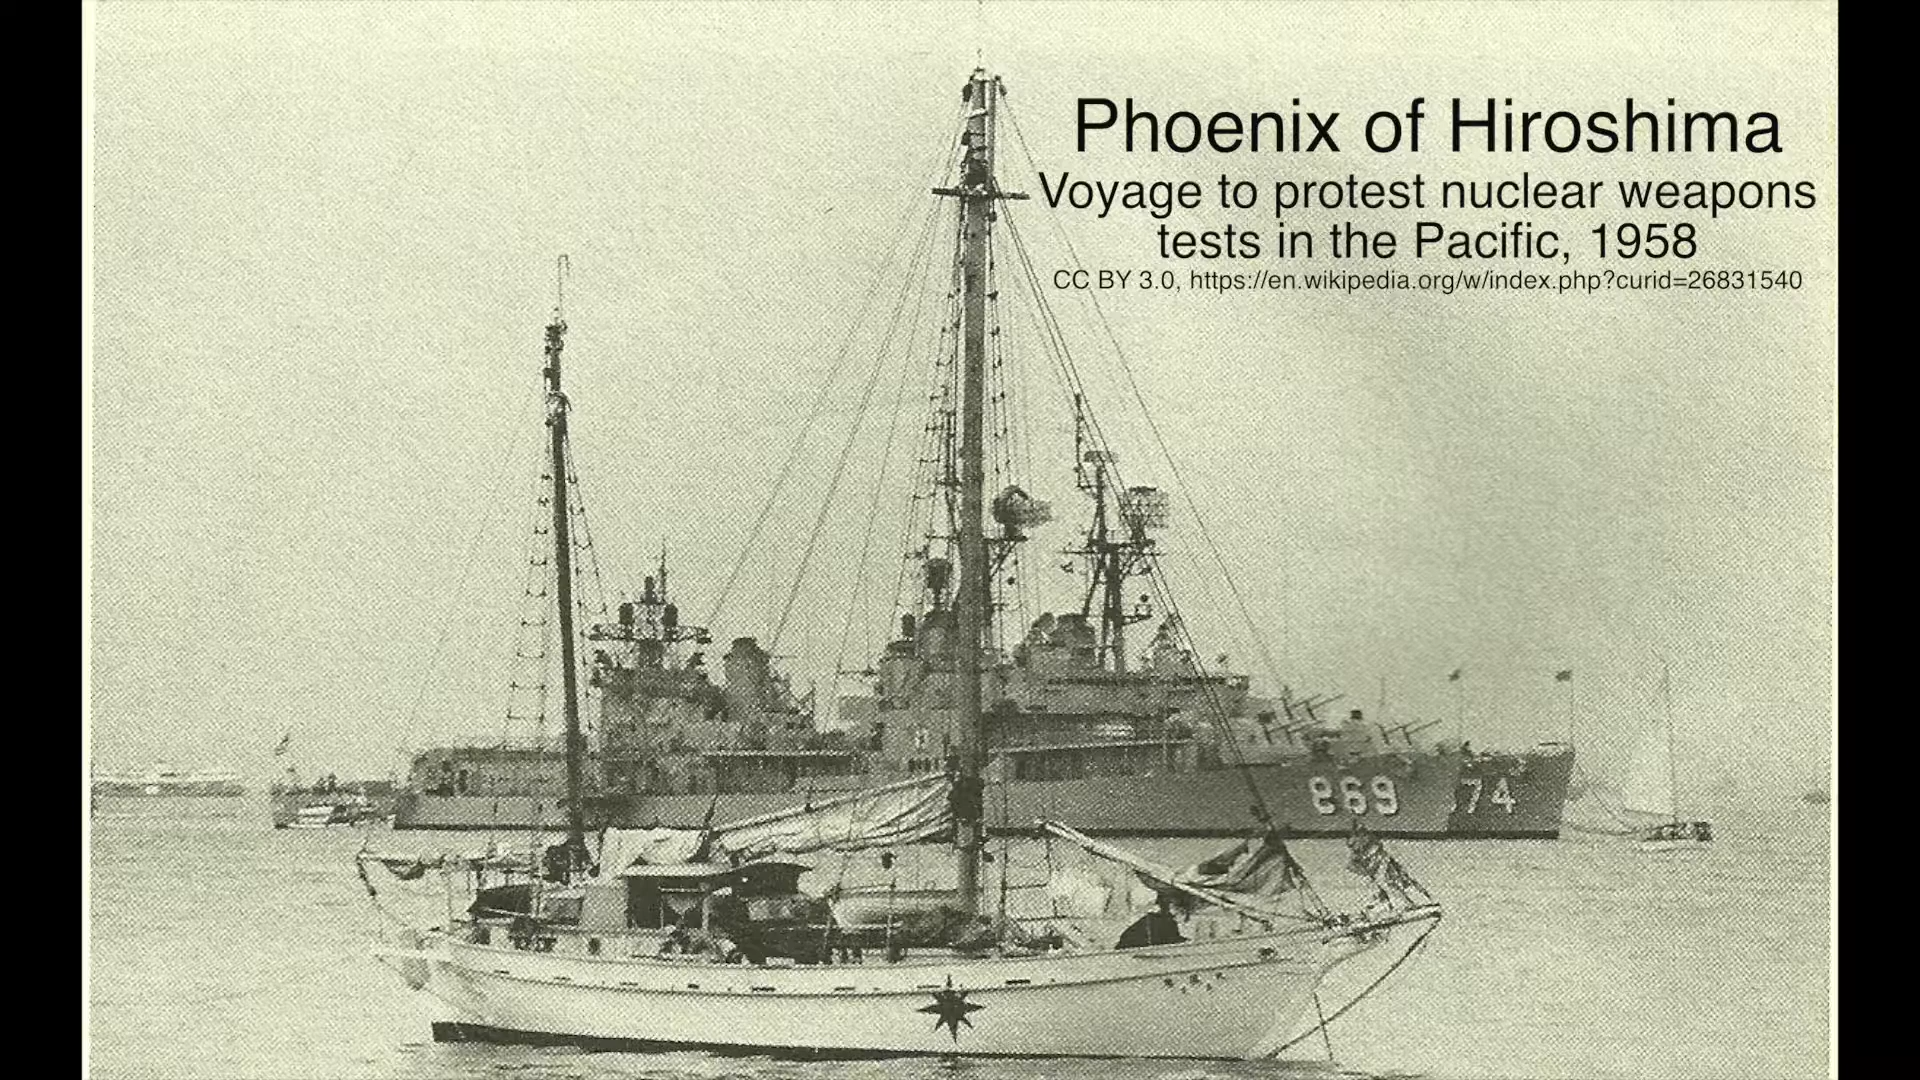 Phoenix of Hiroshima
Voyage to protest nuclear weapons
tests in the Pacific, 1958
CC BY 3.0, https://en.wikipedia.org/w/index.php?curid=26831540
869
74